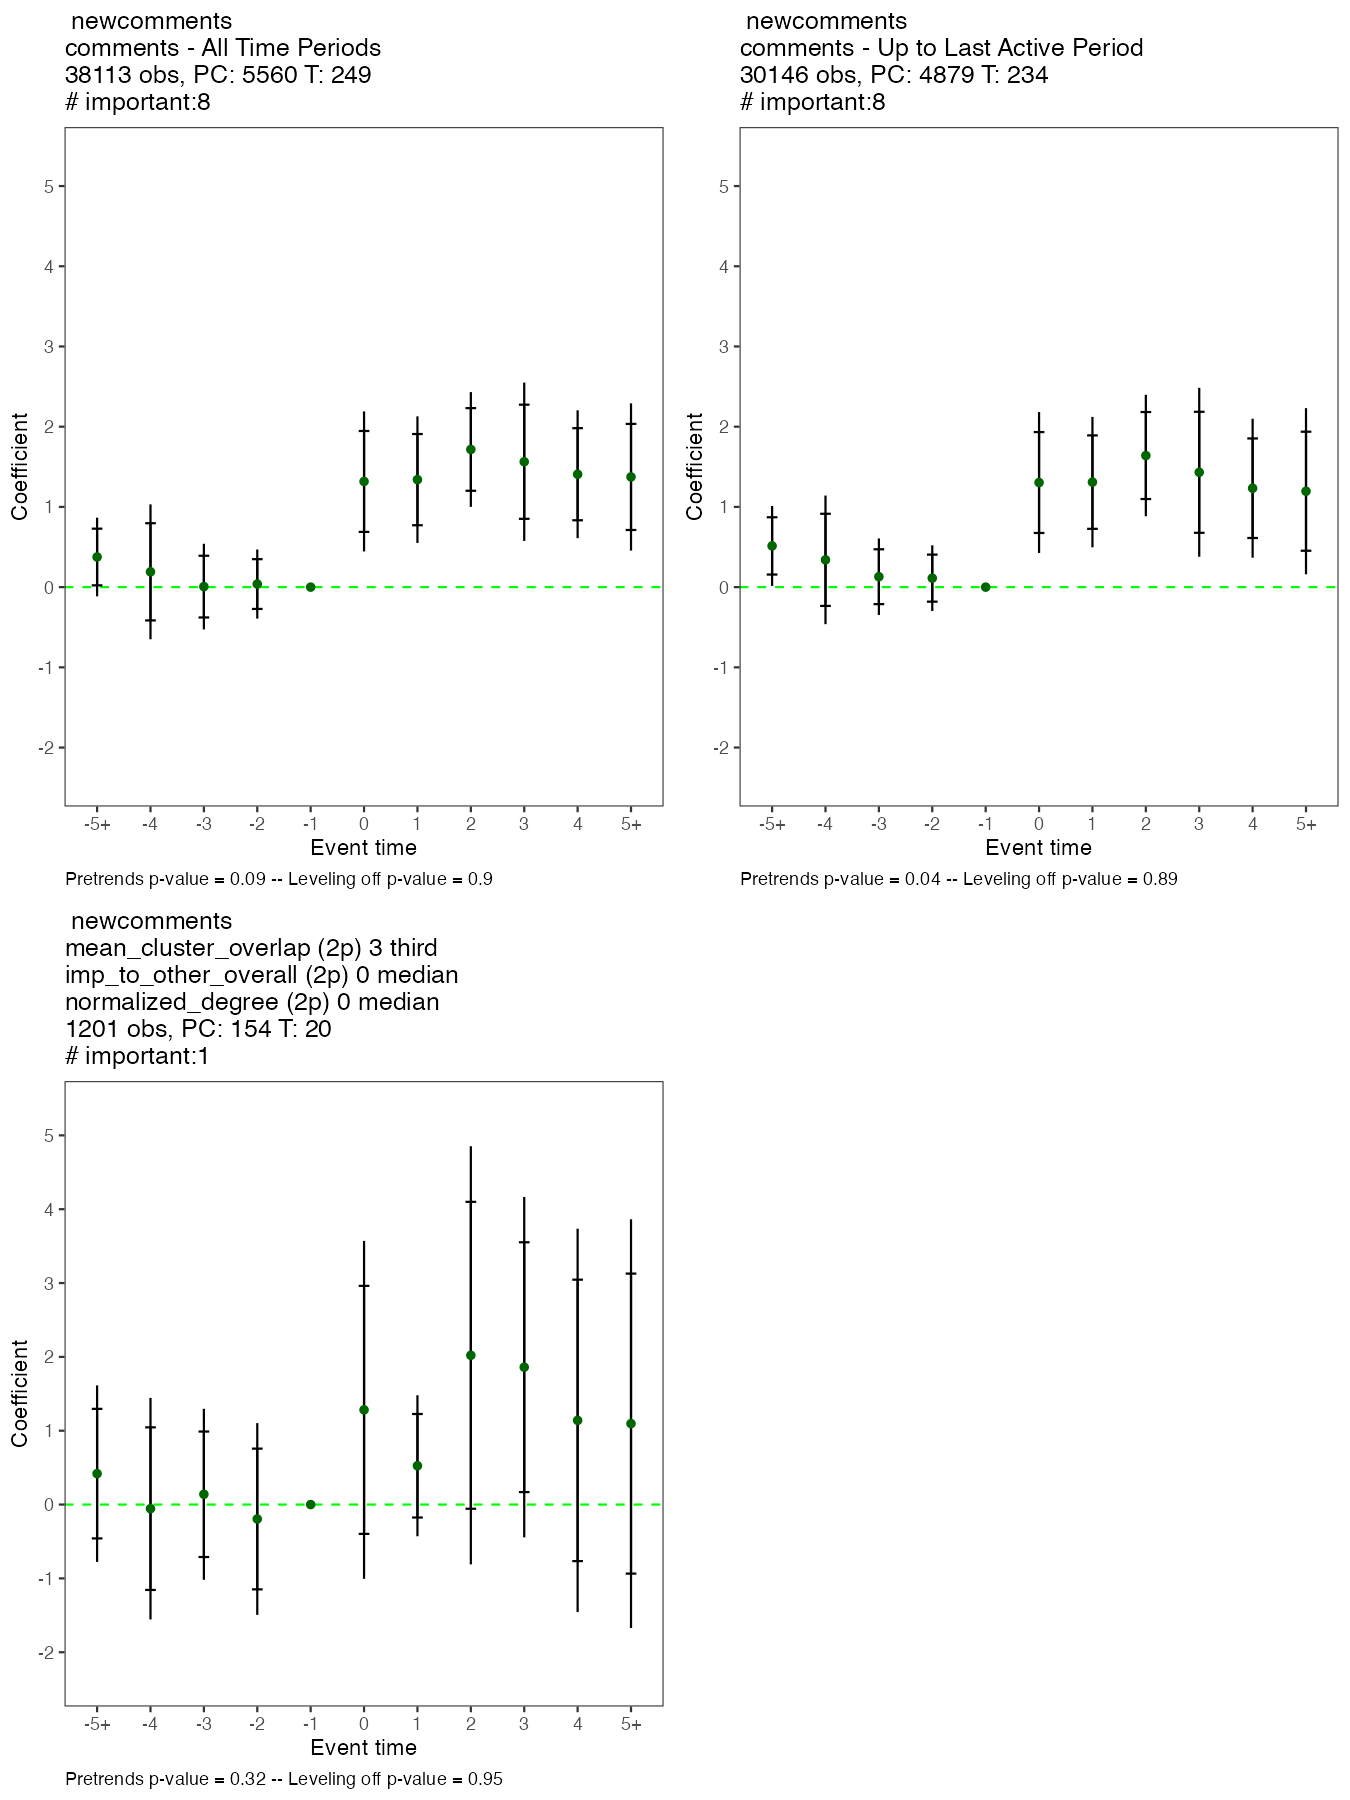 newcomments
comments - All Time Periods
38113 obs, PC: 5560 T: 249
# important:8
5
4
3
2
1
0
-1
-2
Coefficient
-5+ -4 -3 -2 -1 0 1 2 3 4 5+
Event time
Pretrends p-value = 0.09 -- Leveling off p-value = 0.9
newcomments
comments - Up to Last Active Period
30146 obs, PC: 4879 T: 234
# important:8
5
4
3
2
1
0
-1
-2
Coefficient
-5+ -4 -3 -2 -1 0 1 2 3 4 5+
Event time
Pretrends p-value = 0.04 -- Leveling off p-value = 0.89
newcomments
mean_cluster_overlap (2p) 3 third
imp_to_other_overall (2p) 0 median
normalized_degree (2p) 0 median
1201 obs, PC: 154 T: 20
# important:1
5
4
3
2
1
0
-1
-2
Coefficient
-5+ -4 -3 -2 -1 0 1 2 3 4 5+
Event time
Pretrends p-value = 0.32 -- Leveling off p-value = 0.95